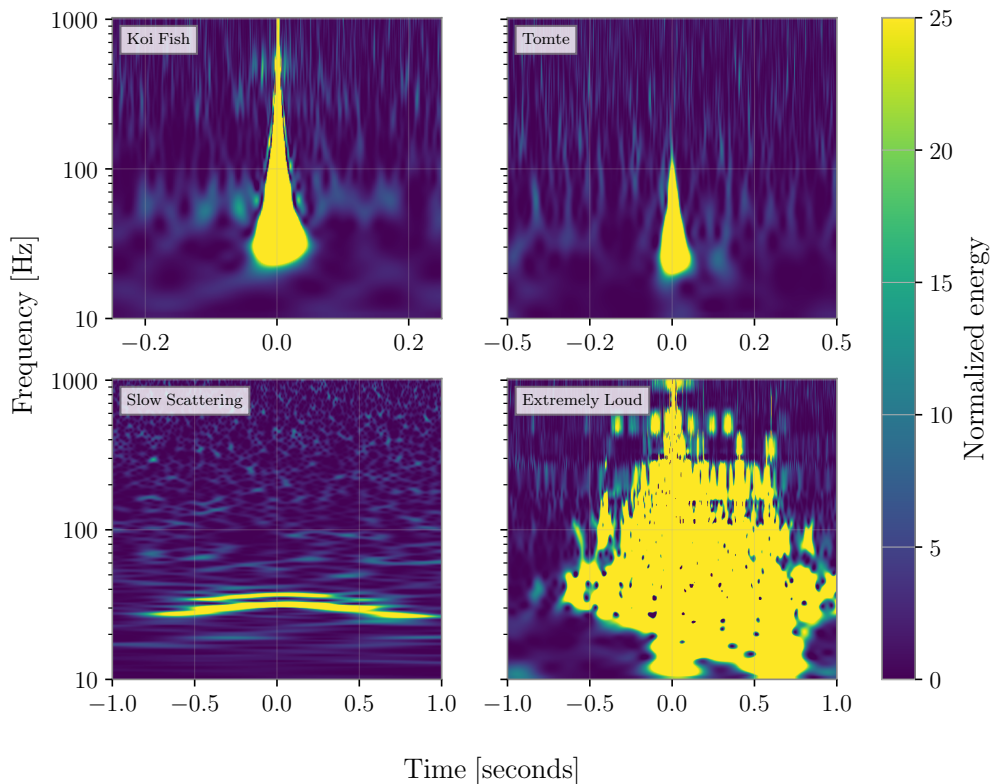 Koi Fish
Tomte
1000
100
10
−0.2 0.0 0.2
−0.5 −0.2 0.0 0.2 0.5
Slow Scattering
Extremely Loud
1000
100
10
−1.0 −0.5 0.0 0.5 1.0
−1.0 −0.5 0.0 0.5 1.0
Frequency [Hz]
Time [seconds]
25
20
15
10
5
0
Normalized energy